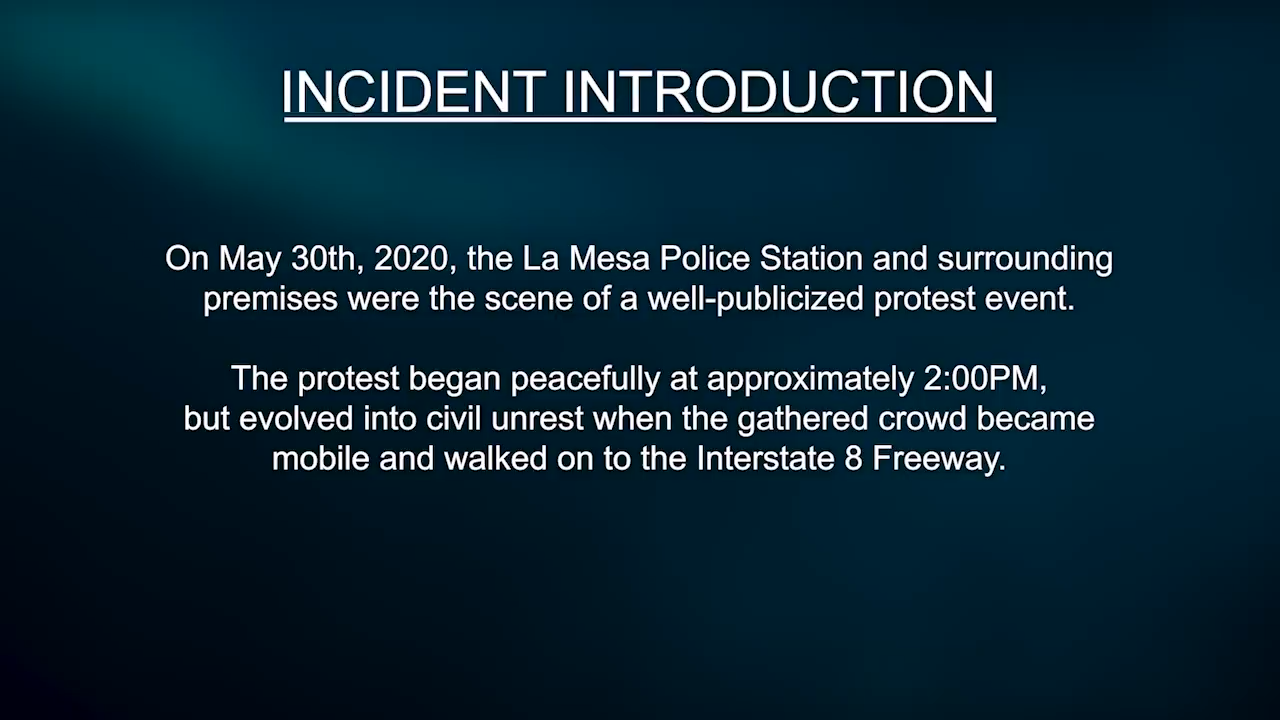 INCIDENT INTRODUCTION
On May 30th, 2020, the La Mesa Police Station and surrounding
premises were the scene of a well-publicized protest event.
The protest began peacefully at approximately 2:00PM,
but evolved into civil unrest when the gathered crowd became
mobile and walked on to the Interstate 8 Freeway.